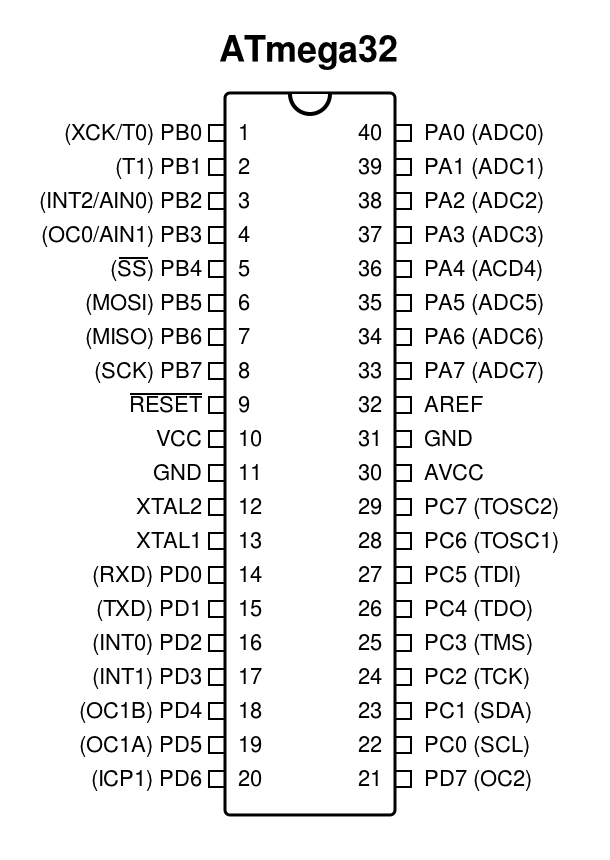 ATmega32
(XCK/T0) PB0 1 40 PA0 (ADC0)
(T1) PB1 2 39 PA1 (ADC1)
(INT2/AIN0) PB2 3 38 PA2 (ADC2)
(OC0/AIN1) PB3 4 37 PA3 (ADC3)
(S̅S̅) PB4 5 36 PA4 (ACD4)
(MOSI) PB5 6 35 PA5 (ADC5)
(MISO) PB6 7 34 PA6 (ADC6)
(SCK) PB7 8 33 PA7 (ADC7)
R̅E̅S̅E̅T̅ 9 32 AREF
VCC 10 31 GND
GND 11 30 AVCC
XTAL2 12 29 PC7 (TOSC2)
XTAL1 13 28 PC6 (TOSC1)
(RXD) PD0 14 27 PC5 (TDI)
(TXD) PD1 15 26 PC4 (TDO)
(INT0) PD2 16 25 PC3 (TMS)
(INT1) PD3 17 24 PC2 (TCK)
(OC1B) PD4 18 23 PC1 (SDA)
(OC1A) PD5 19 22 PC0 (SCL)
(ICP1) PD6 20 21 PD7 (OC2)